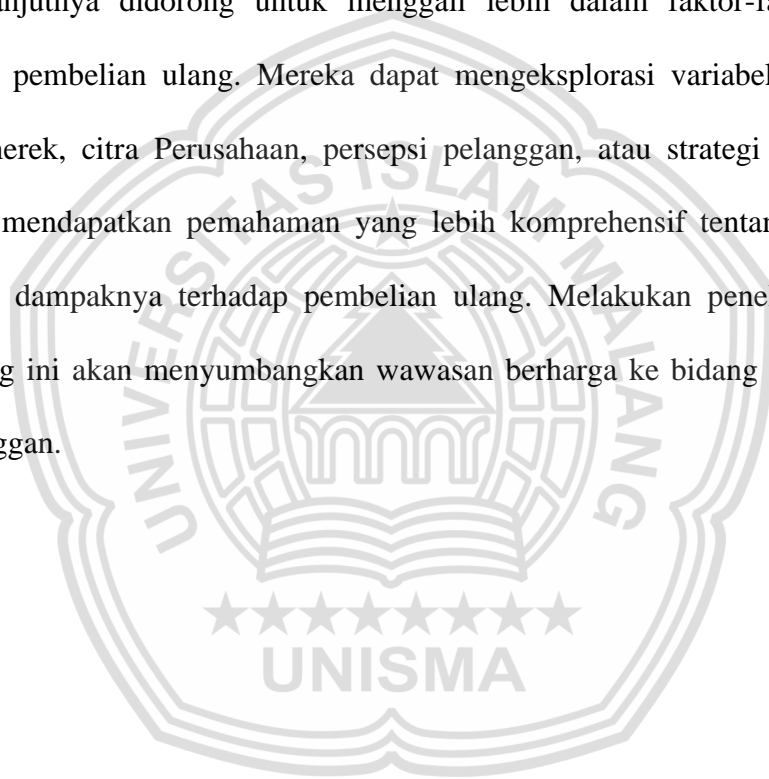 unjutnya didorong untuk menggali lebih dalam faktor-fa
pembelian ulang. Mereka dapat mengeksplorasi variabel
merek, citra Perusahaan, persepsi pelanggan, atau strategi
mendapatkan pemahaman yang lebih komprehensif tentan
dampaknya terhadap pembelian ulang. Melakukan pene
g ini akan menyumbangkan wawasan berharga ke bidang
ggan.
UNIVERSITAS ISLAM MALANG
UNISMA